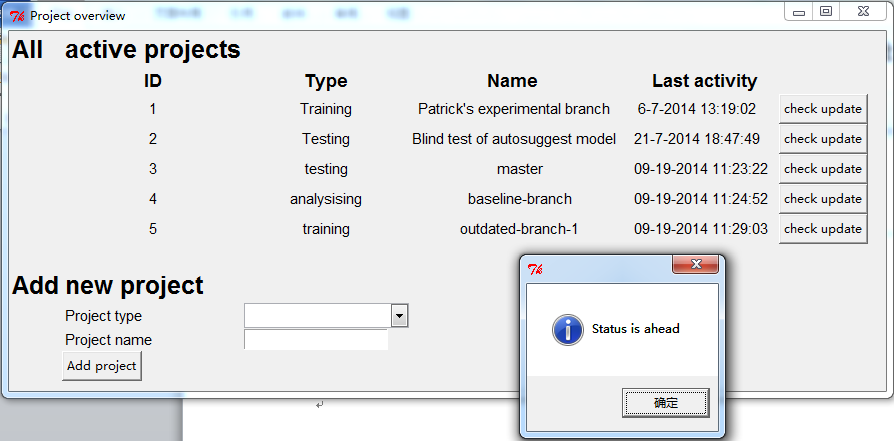 Project overview
All active projects
ID Type Name Last activity
1 Training Patrick's experimental branch 6-7-2014 13:19:02 check update
2 Testing Blind test of autosuggest model 21-7-2014 18:47:49 check update
3 testing master 09-19-2014 11:23:22 check update
4 analysising baseline-branch 09-19-2014 11:24:52 check update
5 training outdated-branch-1 09-19-2014 11:29:03 check update
Add new project
Project type
Project name
Add project
Status is ahead
确定